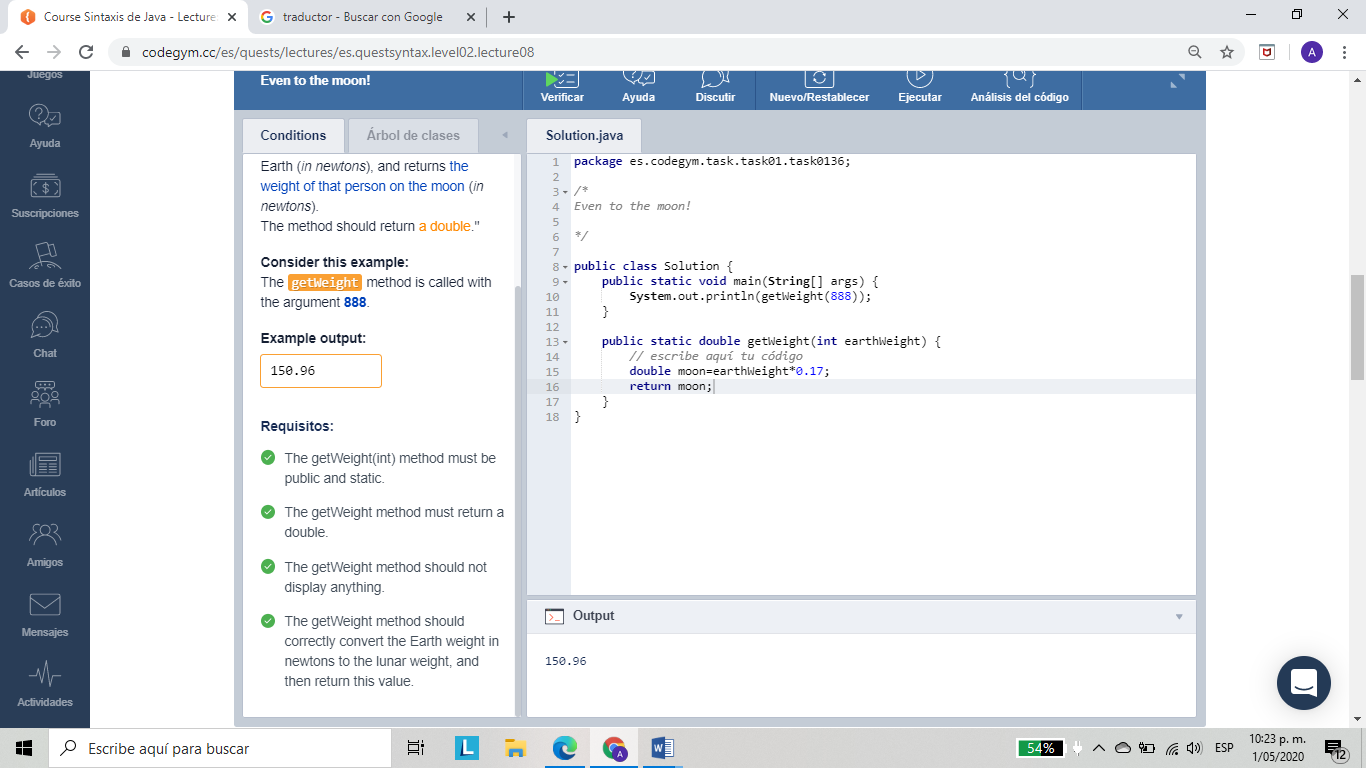 Course Sintaxis de Java - Lecture:
traductor - Buscar con Google
codegym.cc/es/quests/lectures/es.questsyntax.level02.lecture08
A
Juegos
Ayuda
Suscripciones
Casos de éxito
Chat
Foro
Artículos
Amigos
Mensajes
Actividades
Even to the moon!
Verificar
Ayuda
Discutir
Nuevo/Restablecer
Ejecutar
Análisis del código
Conditions
Árbol de clases
Earth (in newtons), and returns the
weight of that person on the moon (in
newtons).
The method should return a double."
Consider this example:
The getWeight method is called with
the argument 888.
Example output:
150.96
Requisitos:
The getWeight(int) method must be
public and static.
The getWeight method must return a
double.
The getWeight method should not
display anything.
The getWeight method should
correctly convert the Earth weight in
newtons to the lunar weight, and
then return this value.
Solution.java
1 package es.codegym.task.task01.task0136;
2
3 /*
4 Even to the moon!
5
6 */
7
8 public class Solution {
9 public static void main(String[] args) {
10 System.out.println(getWeight(888));
11 }
12
13 public static double getWeight(int earthWeight) {
14 // escribe aquí tu código
15 double moon=earthWeight*0.17;
16 return moon;
17 }
18 }
Output
150.96
Escribe aquí para buscar
L
A
W
54%
ESP
10:23 p. m.
1/05/2020
12